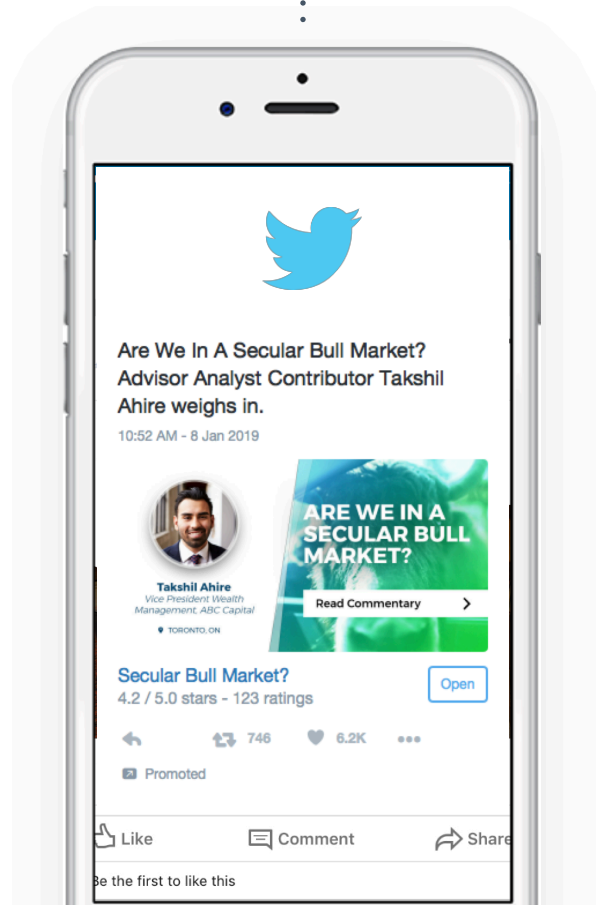 Are We In A Secular Bull Market?
Advisor Analyst Contributor Takshil
Ahire weighs in.
10:52 AM - 8 Jan 2019
ARE WE IN A
SECULAR BULL
MARKET?
Read Commentary
Takshil Ahire
Vice President Wealth
Management, ABC Capital
TORONTO, ON
Secular Bull Market?
4.2 / 5.0 stars - 123 ratings
Open
746
6.2K
Promoted
Like
Comment
Share
Be the first to like this